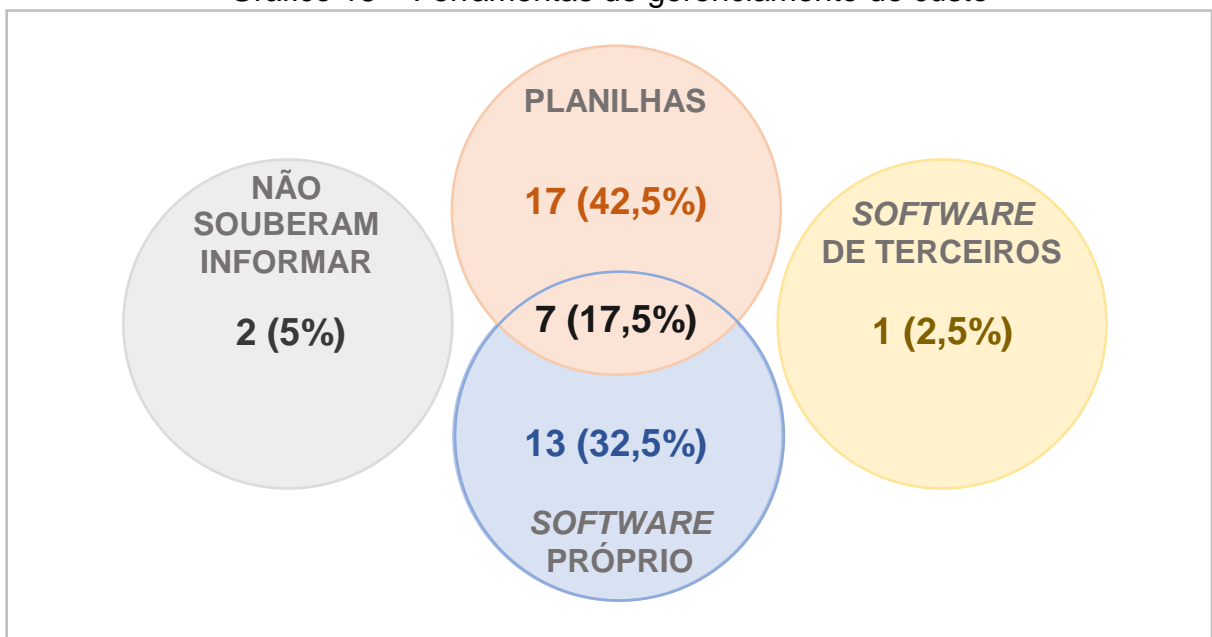 PLANILHAS
17 (42,5%)
NÃO
SOUBERAM
INFORMAR
2 (5%)
7 (17,5%)
SOFTWARE
DE TERCEIROS
1 (2,5%)
13 (32,5%)
SOFTWARE
PRÓPRIO